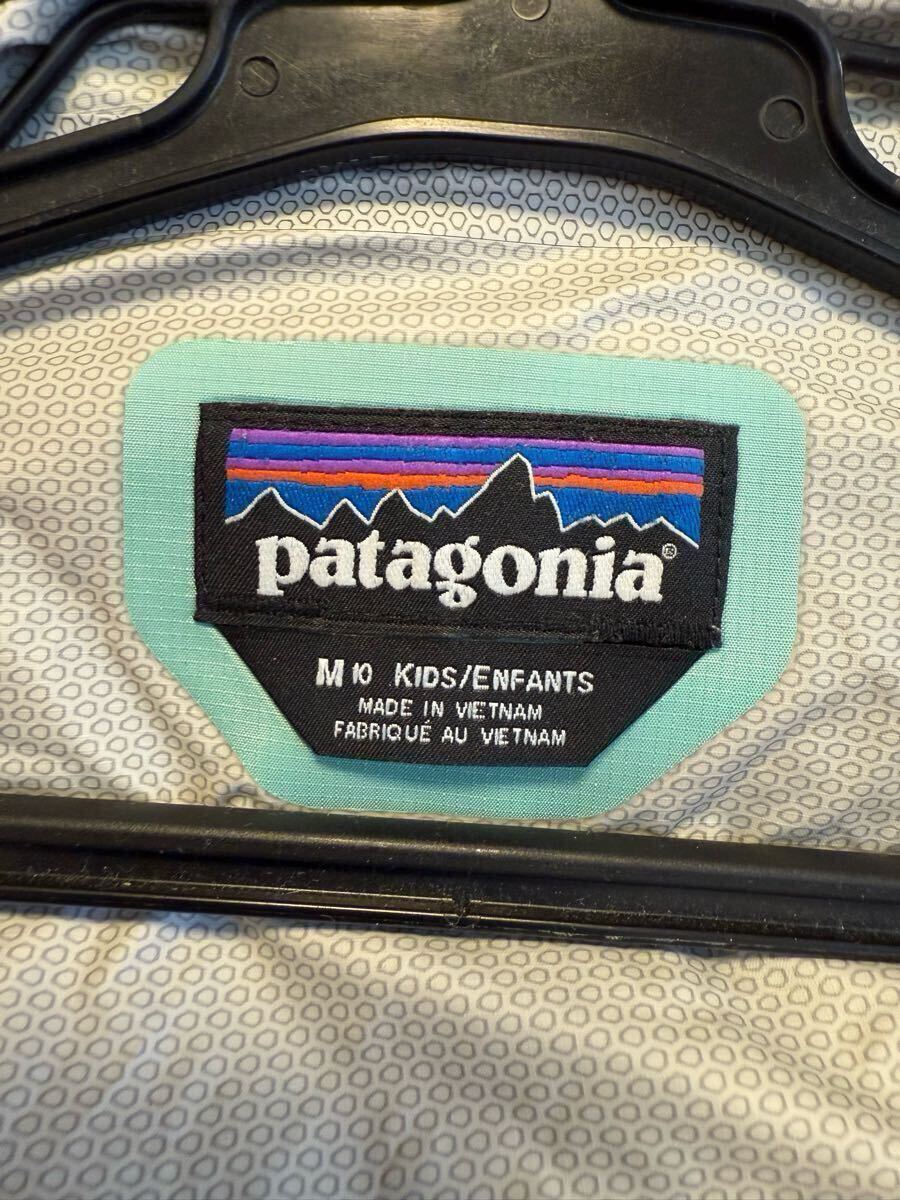 patagonia®
M 10 KIDS/ENFANTS
MADE IN VIETNAM
FABRIQUÉ AU VIETNAM